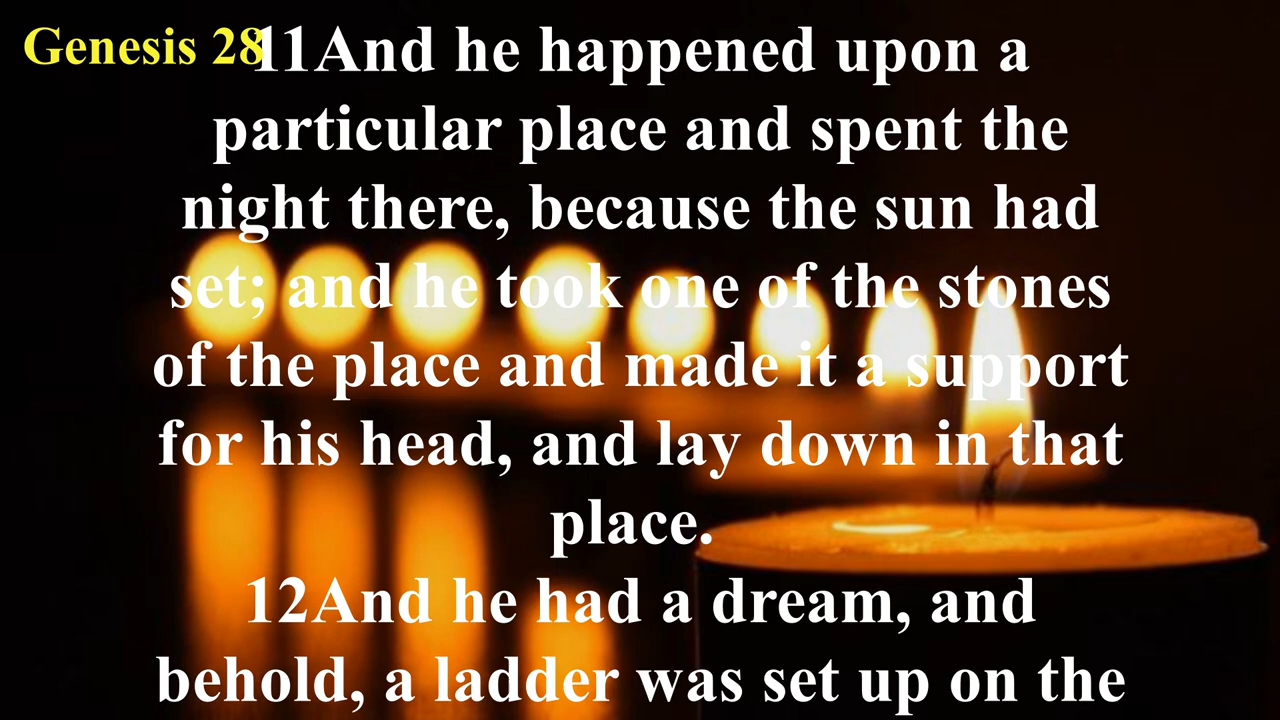 Genesis 28
11And he happened upon a
particular place and spent the
night there, because the sun had
set; and he took one of the stones
of the place and made it a support
for his head, and lay down in that
place.
12And he had a dream, and
behold, a ladder was set up on the